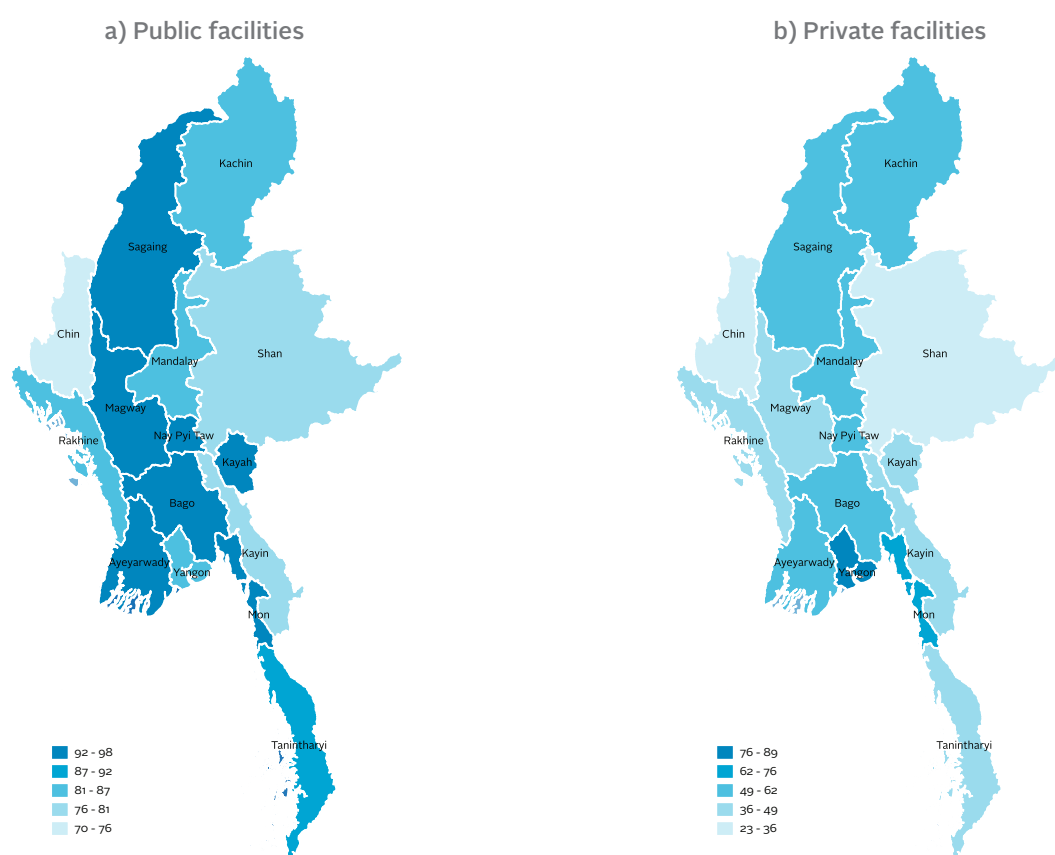 a) Public facilities
Kachin
Sagaing
Chin
Shan
Mandalay
Magway
Nay Pyi Taw
Rakhine
Kayah
Bago
Kayin
Ayeyarwady
Yangon
Mon
Tanintharyi
92 - 98
87 - 92
81 - 87
76 - 81
70 - 76
b) Private facilities
Kachin
Sagaing
Chin
Shan
Mandalay
Magway
Nay Pyi Taw
Rakhine
Kayah
Bago
Kayin
Ayeyarwady
Yangon
Mon
Tanintharyi
76 - 89
62 - 76
49 - 62
36 - 49
23 - 36